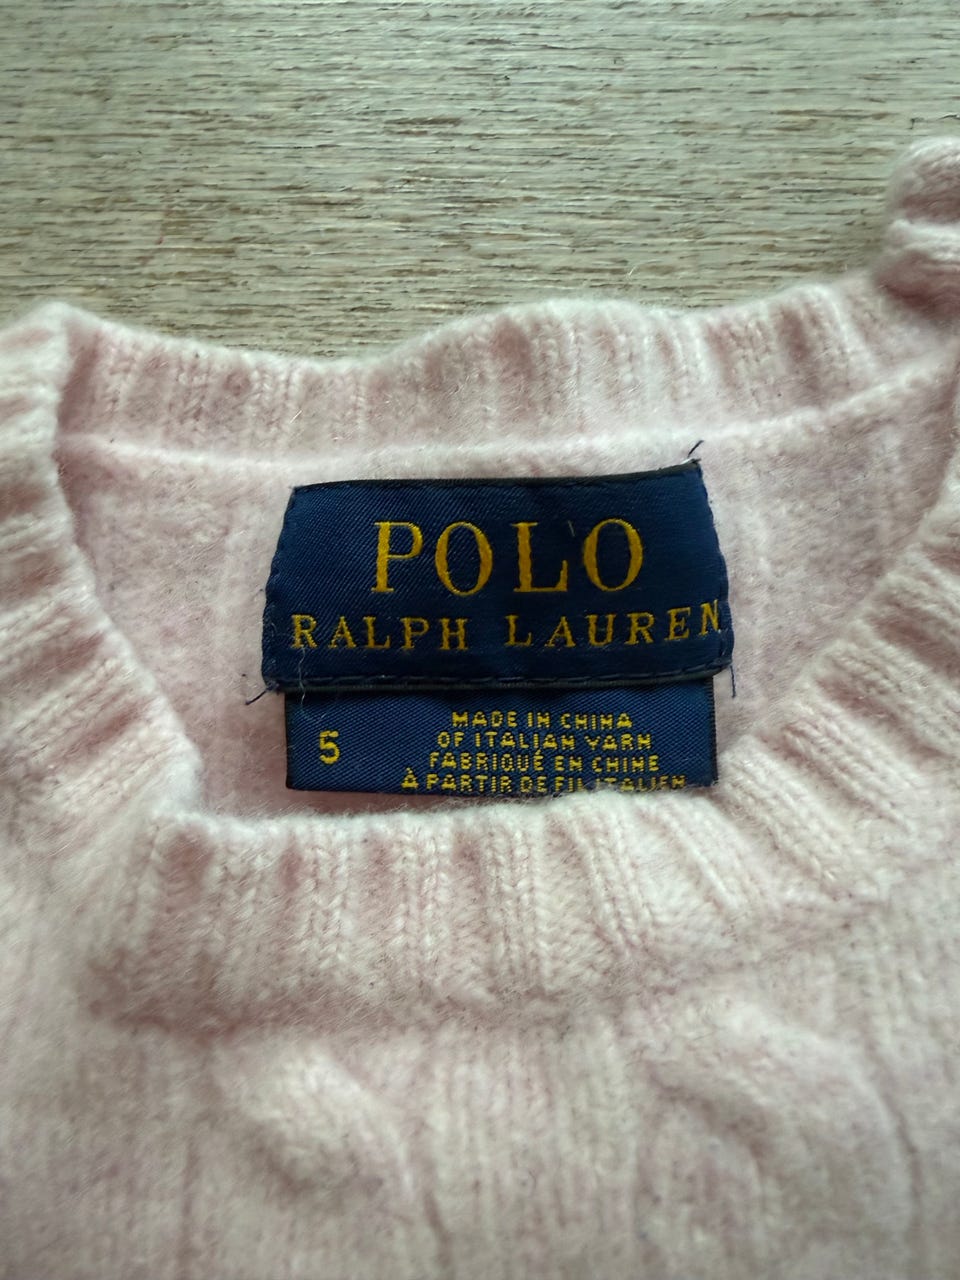 POLO
RALPH LAUREN
5
MADE IN CHINA
OF ITALIAN YARN
FABRIQUÉ EN CHINE
À PARTIR DE FIL ITALIEN